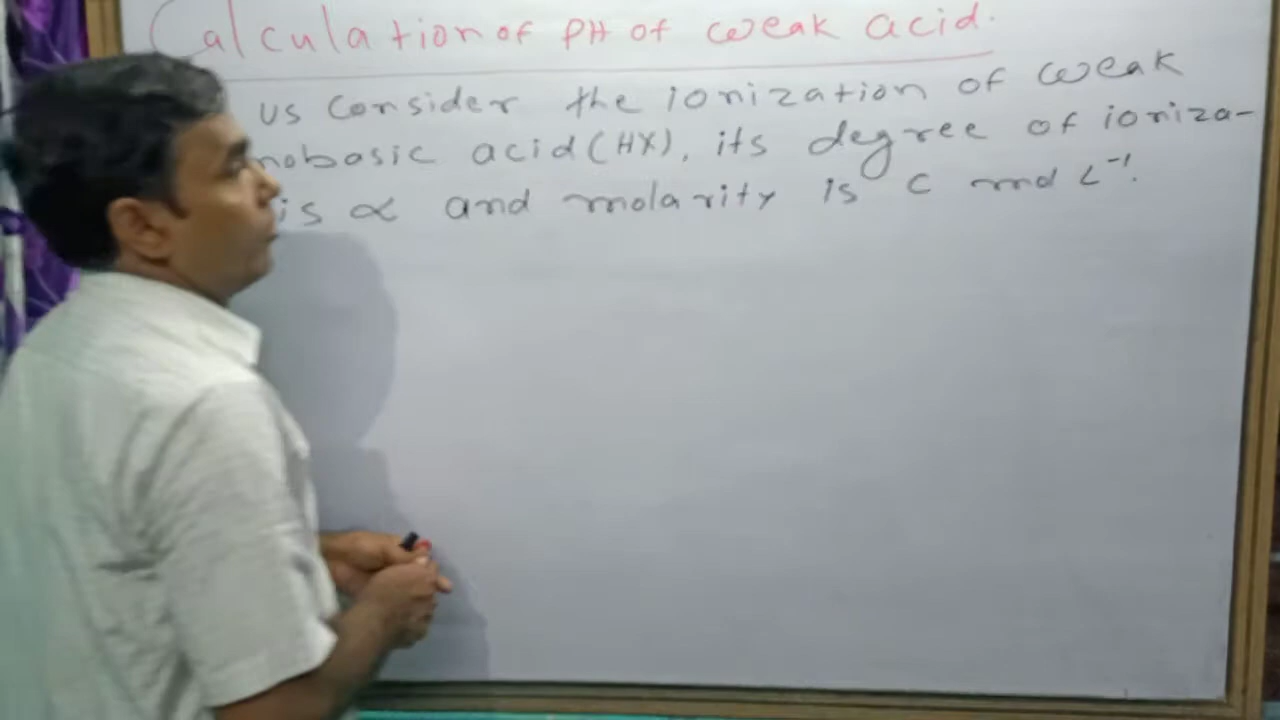 Calculation of PH of weak acid.
us consider the ionization of weak
nobasic acid (HX), its degree of ioniza-
is α and molarity is C mol L⁻¹.